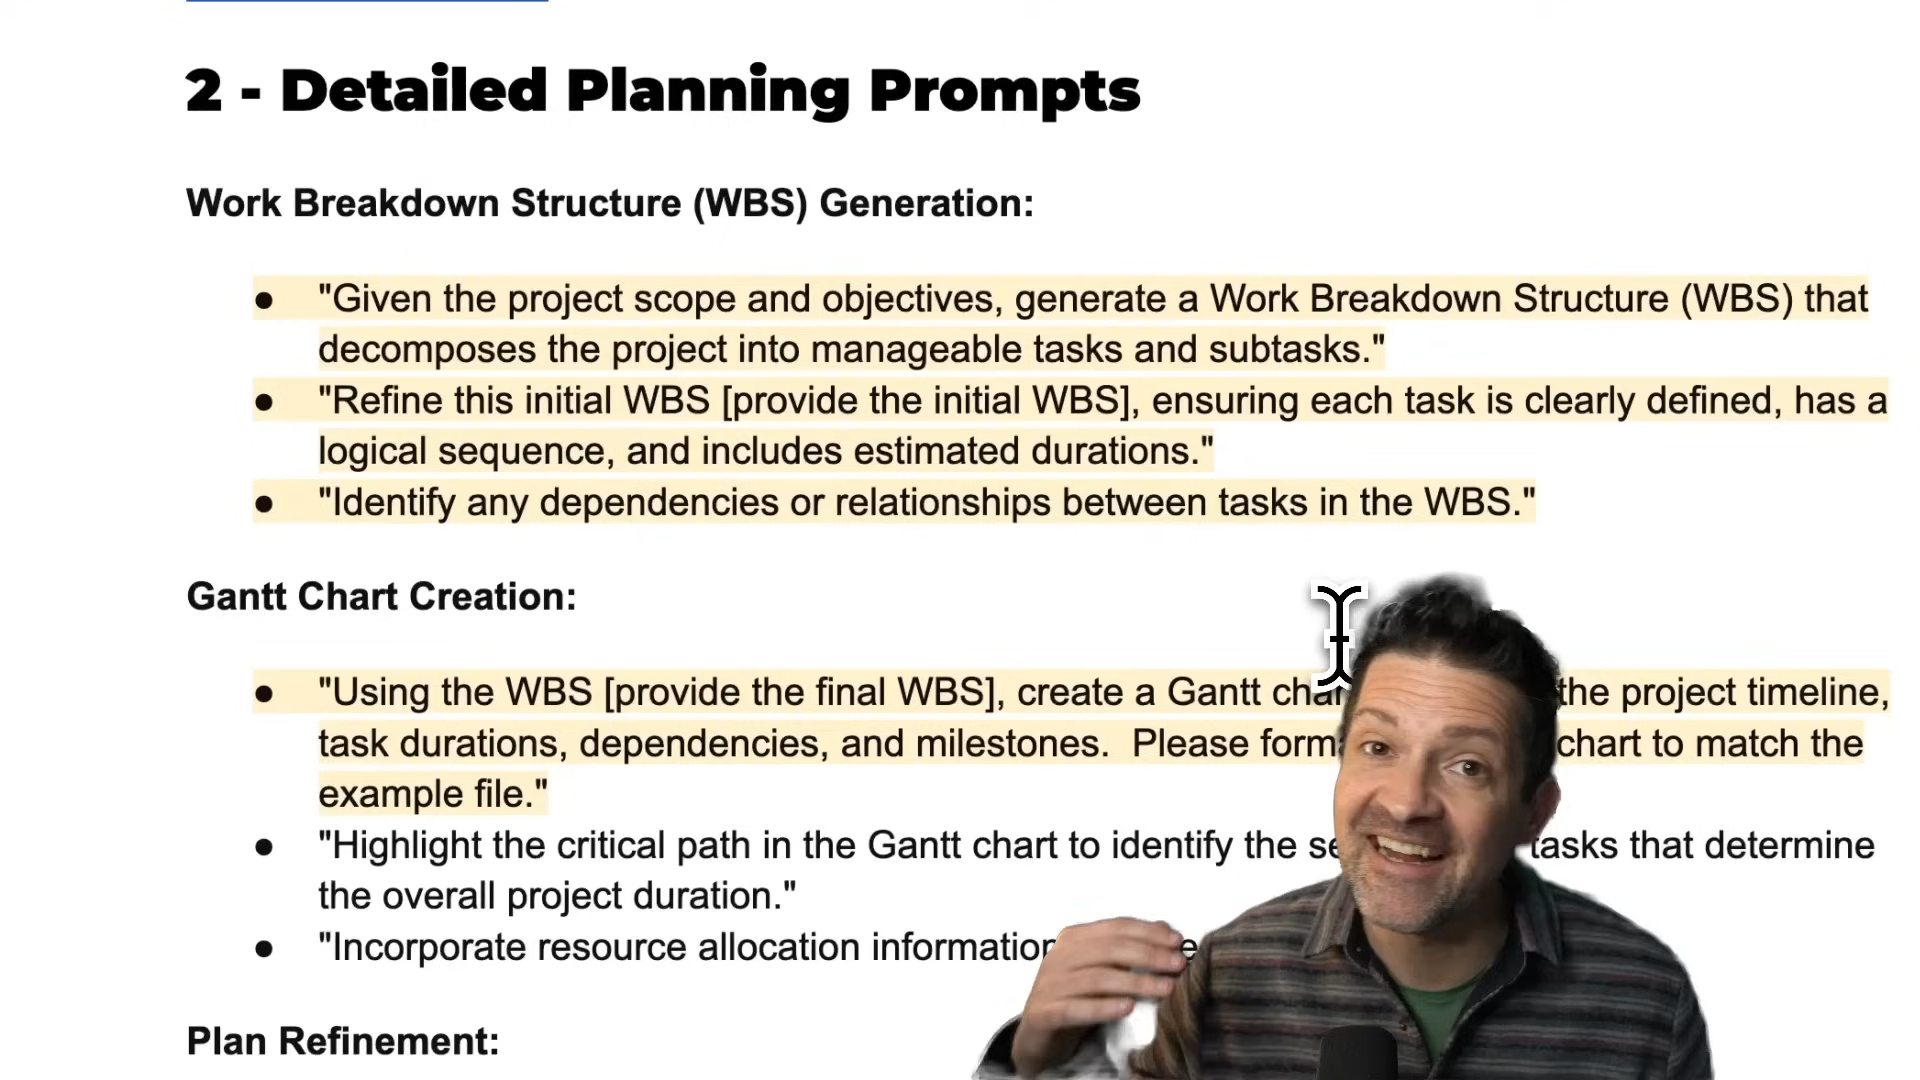 2 - Detailed Planning Prompts
Work Breakdown Structure (WBS) Generation:
● "Given the project scope and objectives, generate a Work Breakdown Structure (WBS) that
decomposes the project into manageable tasks and subtasks."
● "Refine this initial WBS [provide the initial WBS], ensuring each task is clearly defined, has a
logical sequence, and includes estimated durations."
● "Identify any dependencies or relationships between tasks in the WBS."
Gantt Chart Creation:
● "Using the WBS [provide the final WBS], create a Gantt the project timeline,
task durations, dependencies, and milestones. Please chart to match the
example file."
● "Highlight the critical path in the Gantt chart to identify the tasks that determine
the overall project duration."
● "Incorporate resource allocation
Plan Refinement: